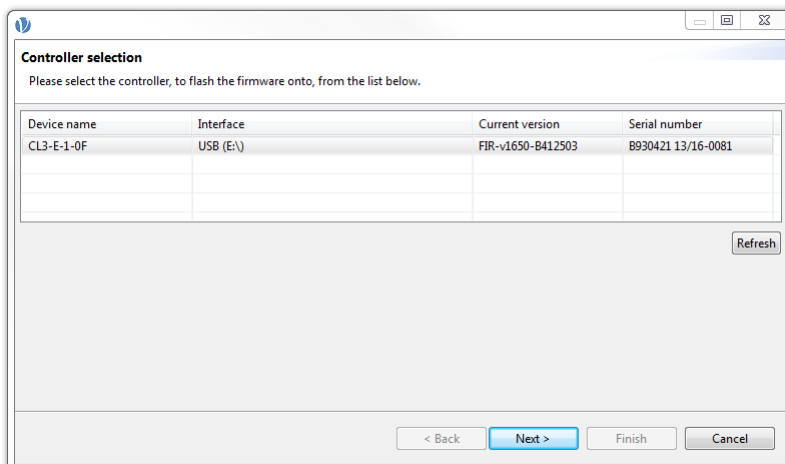 Controller selection
Please select the controller, to flash the firmware onto, from the list below.
Device name Interface Current version Serial number
CL3-E-1-0F USB (E:\) FIR-v1650-B412503 B930421 13/16-0081
Refresh
< Back Next > Finish Cancel